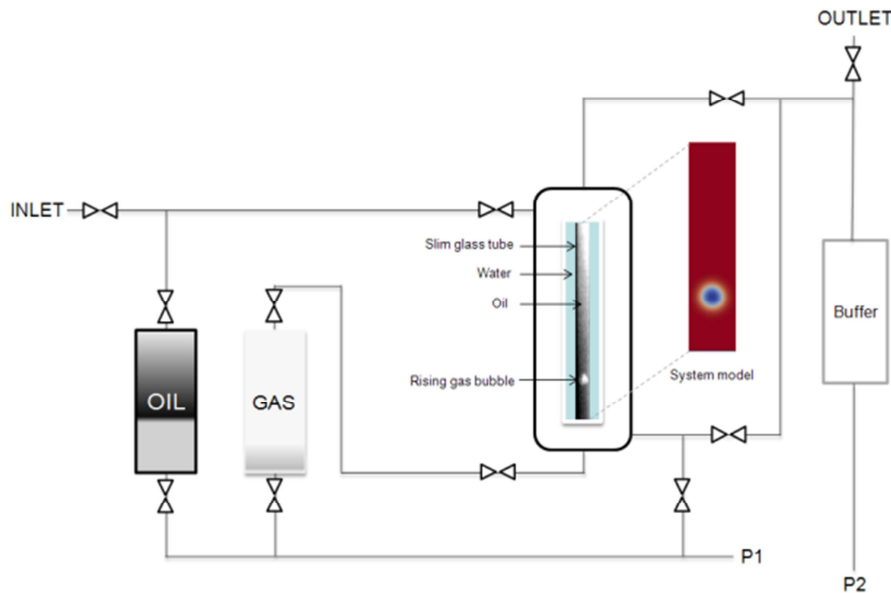 OUTLET
INLET
Slim glass tube
Water
Oil
Rising gas bubble
System model
Buffer
OIL
GAS
P1
P2